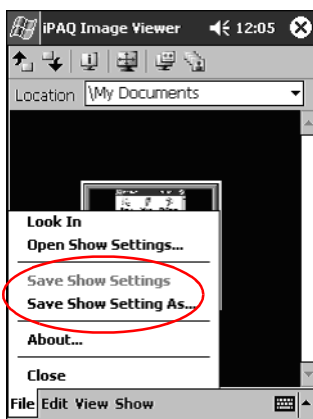 iPAQ Image Viewer 12:05
Location \My Documents
Look In
Open Show Settings...
Save Show Settings
Save Show Setting As...
About...
Close
File Edit View Show